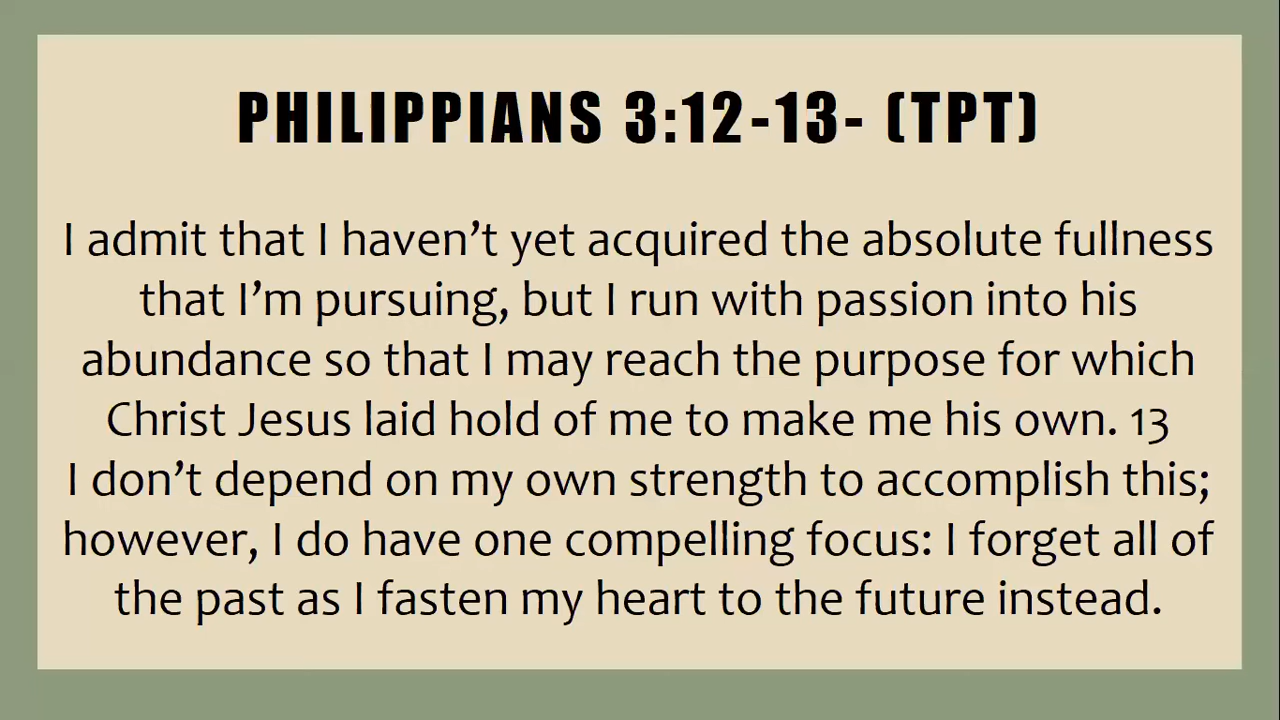 PHILIPPIANS 3:12-13- (TPT)
I admit that I haven’t yet acquired the absolute fullness
that I’m pursuing, but I run with passion into his
abundance so that I may reach the purpose for which
Christ Jesus laid hold of me to make me his own. 13
I don’t depend on my own strength to accomplish this;
however, I do have one compelling focus: I forget all of
the past as I fasten my heart to the future instead.